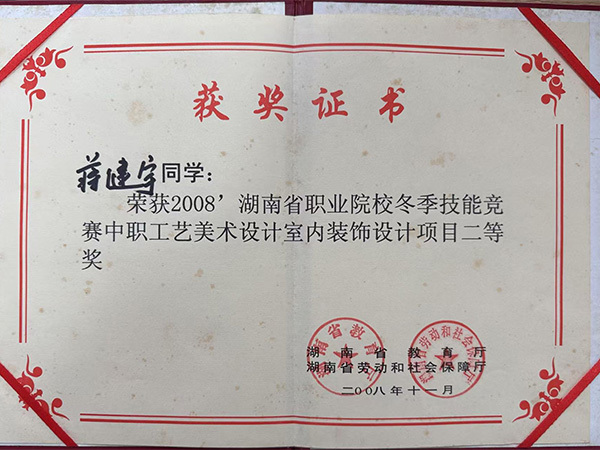 获奖证书
蒋建宇同学：
荣获2008’湖南省职业院校冬季技能竞
赛中职工艺美术设计室内装饰设计项目二等
奖
湖南省教育厅
湖南省劳动和社会保障厅
二00八年十一月